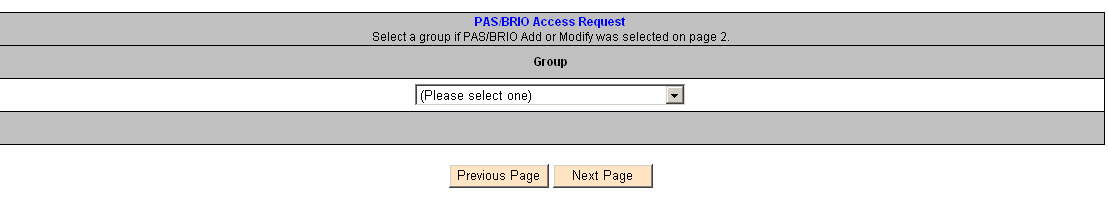 PAS/BRIO Access Request
Select a group if PAS/BRIO Add or Modify was selected on page 2.
Group
(Please select one)
Previous Page
Next Page